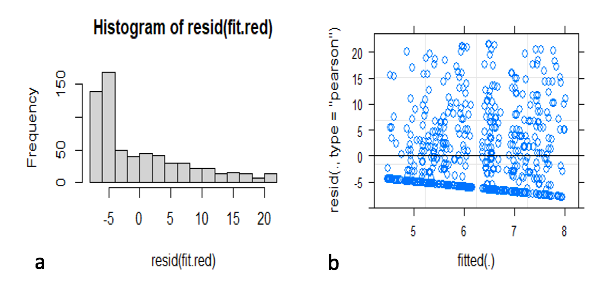 Histogram of resid(fit.red)
Frequency
0
50
150
-5 0 5 10 15 20
resid(fit.red)
a
resid(., type = "pearson")
20
15
10
5
0
-5
5 6 7 8
fitted(.)
b